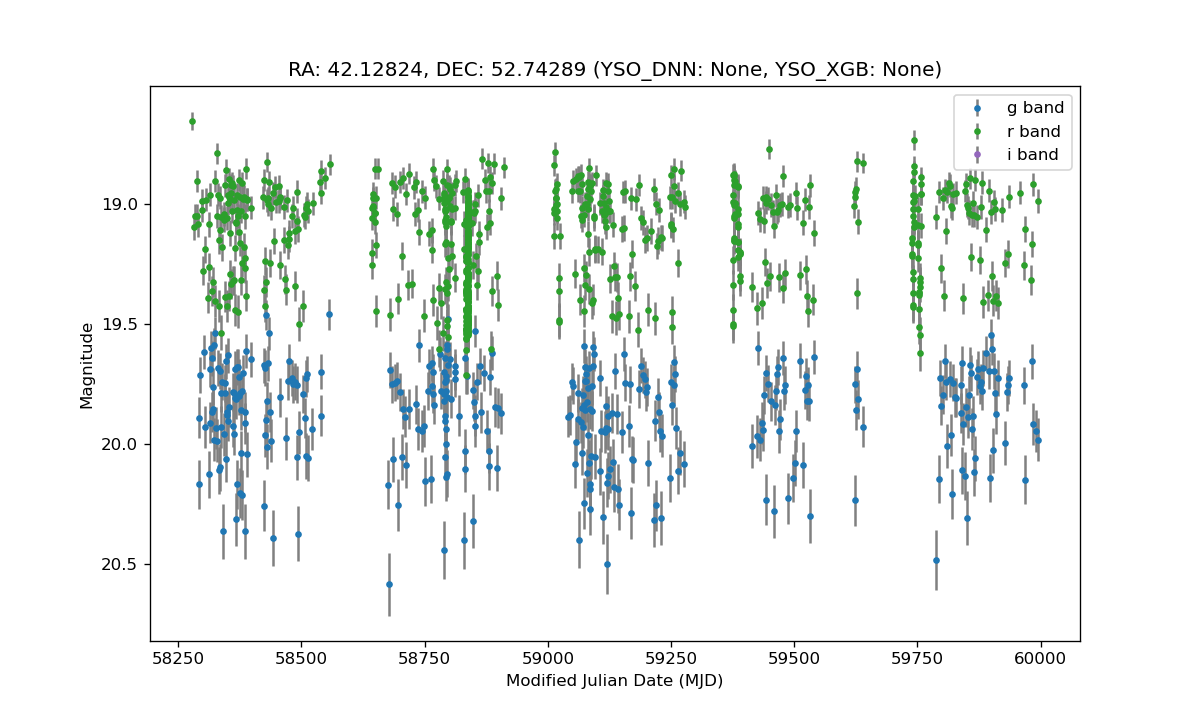 RA: 42.12824, DEC: 52.74289 (YSO_DNN: None, YSO_XGB: None)
g band
r band
i band
19.0
19.5
20.0
20.5
Magnitude
58250 58500 58750 59000 59250 59500 59750 60000
Modified Julian Date (MJD)